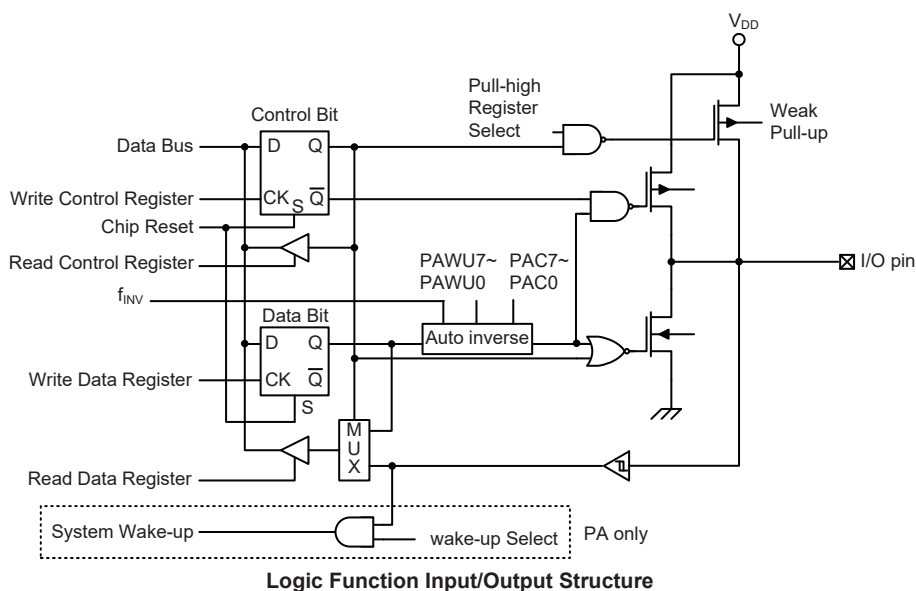 V_DD
Pull-high
Register
Select
Weak
Pull-up
Control Bit
Data Bus
D
Q
Write Control Register
CK
S
Q̅
Chip Reset
Read Control Register
PAWU7~
PAWU0
PAC7~
PAC0
I/O pin
f_INV
Data Bit
D
Q
Auto inverse
Write Data Register
CK
Q̅
S
M
U
X
Read Data Register
System Wake-up
wake-up Select
PA only
Logic Function Input/Output Structure